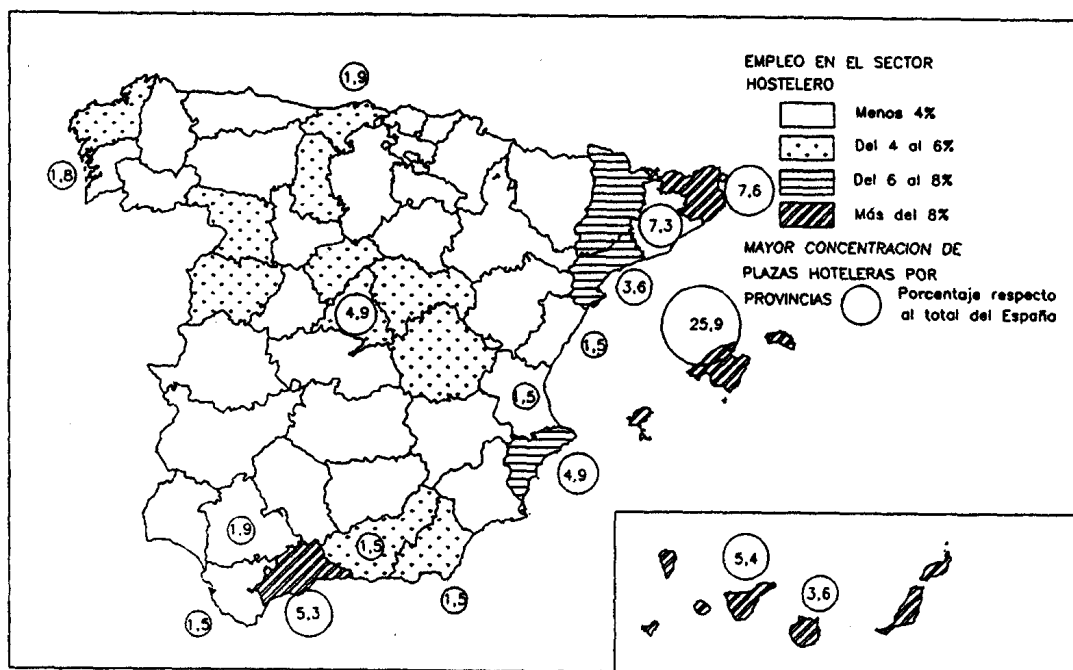 EMPLEO EN EL SECTOR
HOSTELERO
Menos 4%
Del 4 al 6%
Del 6 al 8%
Más del 8%
MAYOR CONCENTRACION DE
PLAZAS HOTELERAS POR
PROVINCIAS
Porcentaje respecto
al total del España
1,9
1,8
7,6
7,3
3,6
4,9
25,9
1,5
1,5
4,9
1,9
1,5
1,5
5,3
1,5
5,4
3,6